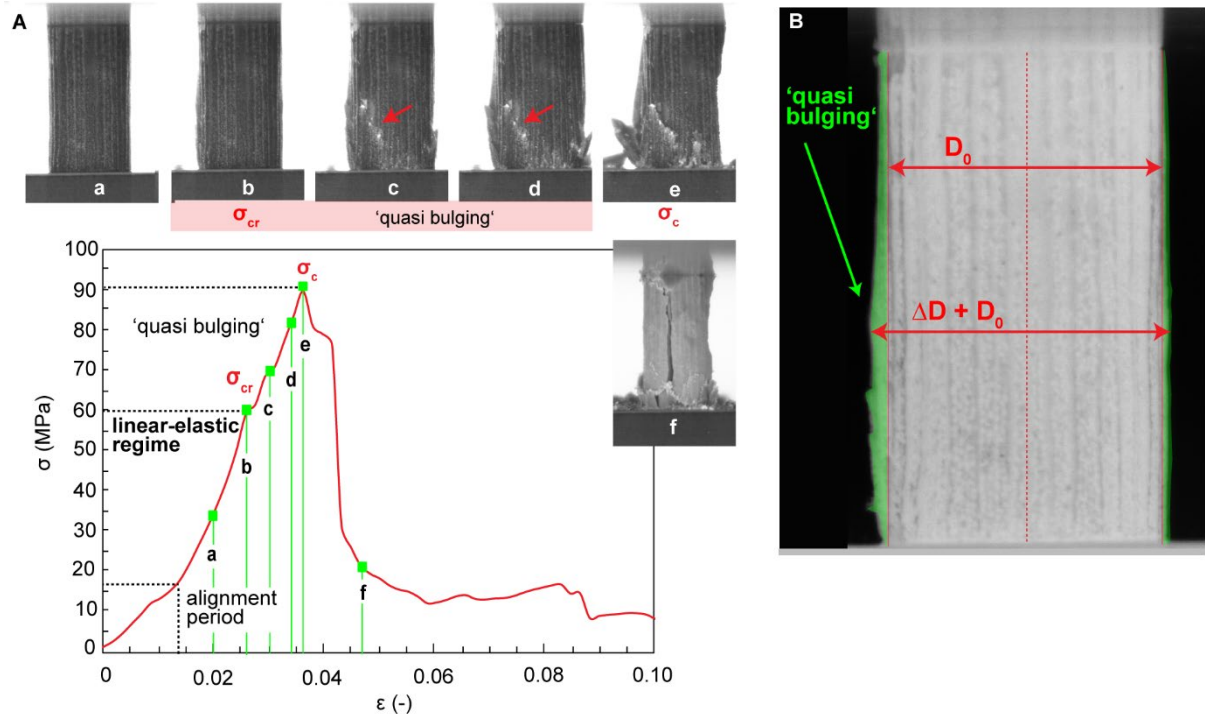 A
a
b
c
d
e
σcr
'quasi bulging'
σc
100
90
80
70
60
50
40
30
20
10
0
σ (MPa)
σc
'quasi bulging'
e
d
σcr
c
linear-elastic
regime
b
a
alignment
period
f
f
0
0.02
0.04
0.06
0.08
0.10
ε (-)
B
'quasi
bulging'
D0
ΔD + D0